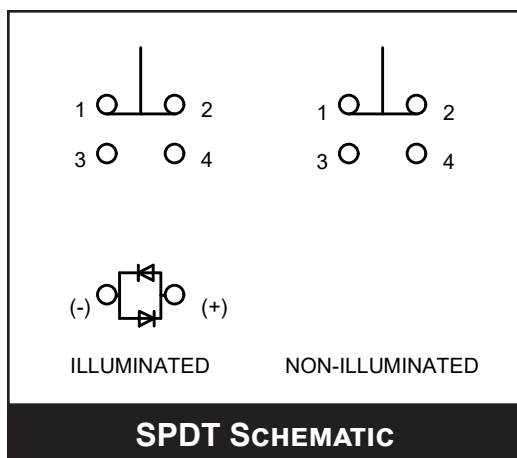 1 2 1 2
3 4 3 4
(-) (+)
ILLUMINATED NON-ILLUMINATED
SPDT SCHEMATIC